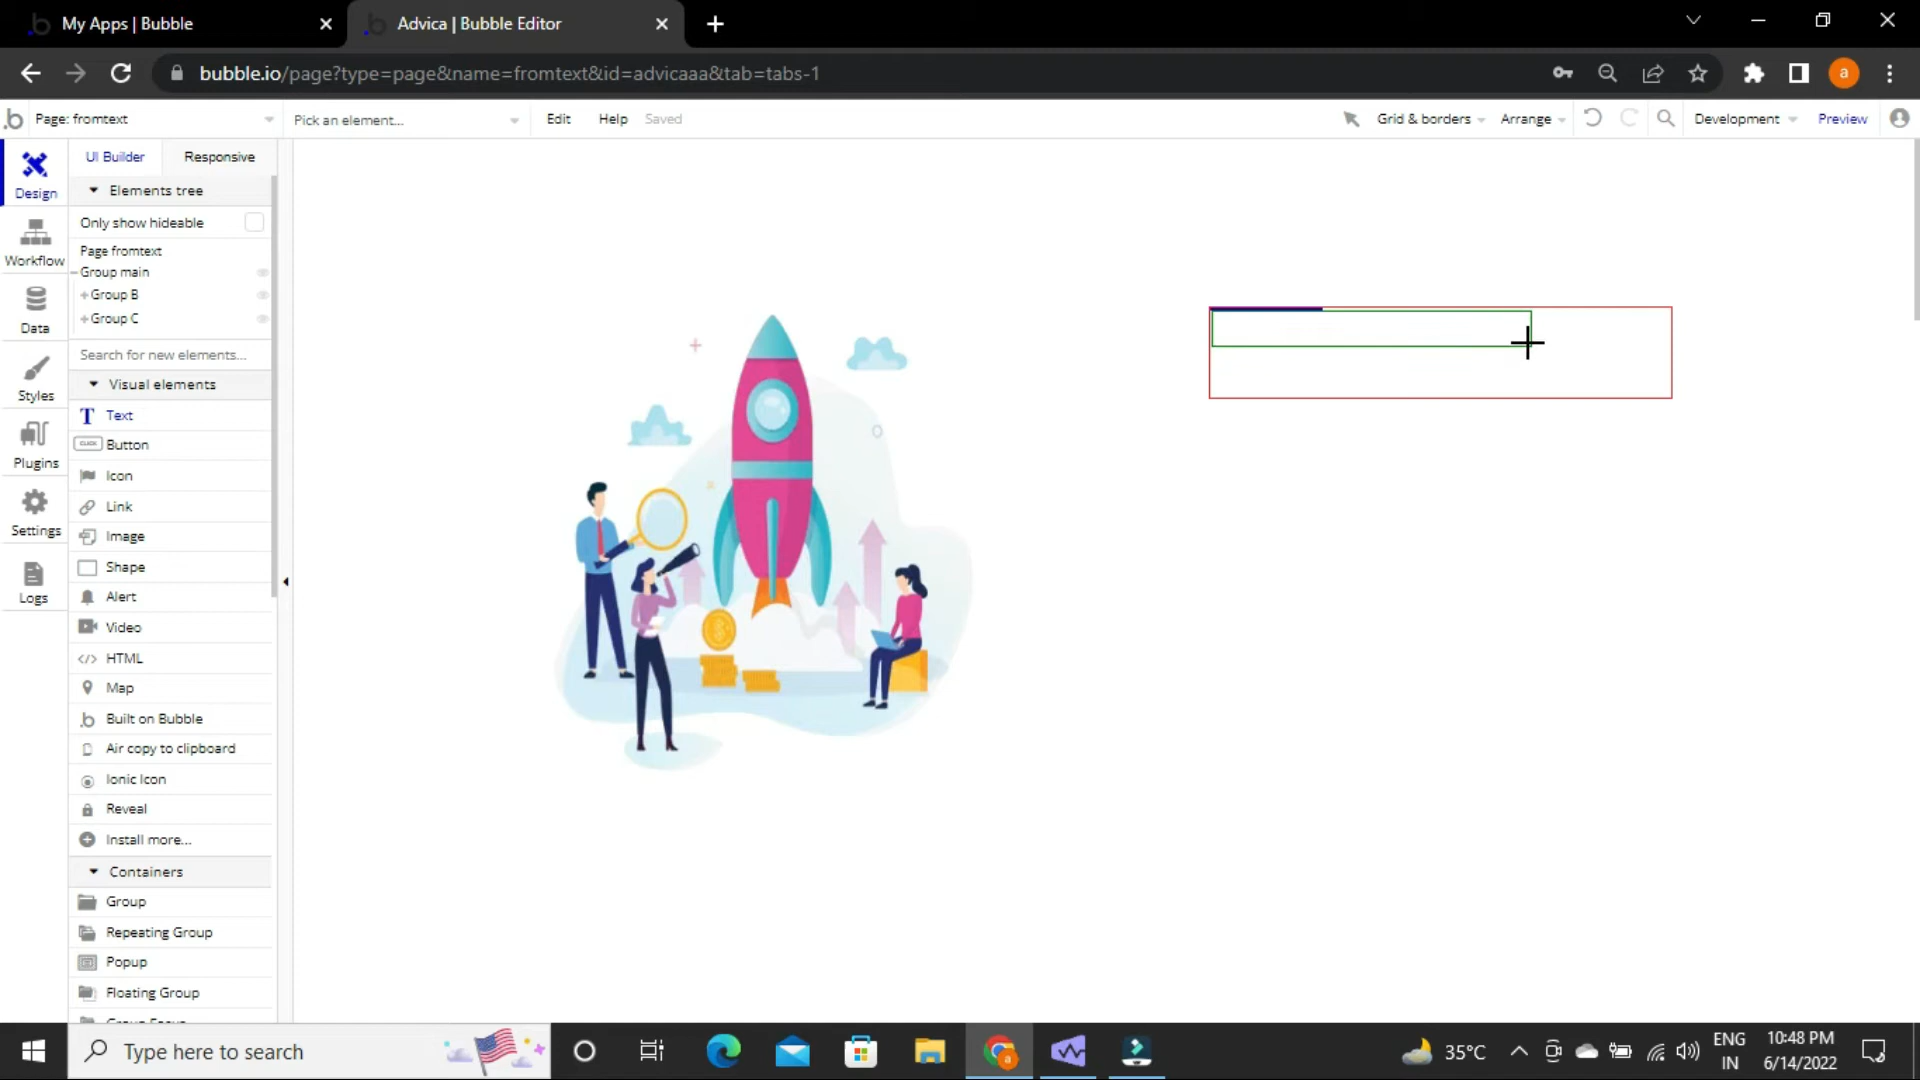 My Apps | Bubble
Advica | Bubble Editor
bubble.io/page?type=page&name=fromtext&id=advicaaa&tab=tabs-1
a
.b Page: fromtext
Pick an element...
Edit
Help
Saved
Grid & borders
Arrange
Development
Preview
Design
Workflow
Data
Styles
Plugins
Settings
Logs
UI Builder
Responsive
Elements tree
Only show hideable
Page fromtext
Group main
Group B
Group C
Search for new elements...
Visual elements
T Text
CLICK Button
Icon
Link
Image
Shape
Alert
Video
</> HTML
Map
.b Built on Bubble
Air copy to clipboard
Ionic Icon
Reveal
Install more...
Containers
Group
Repeating Group
Popup
Floating Group
Type here to search
a
35°C
ENG
IN
10:48 PM
6/14/2022